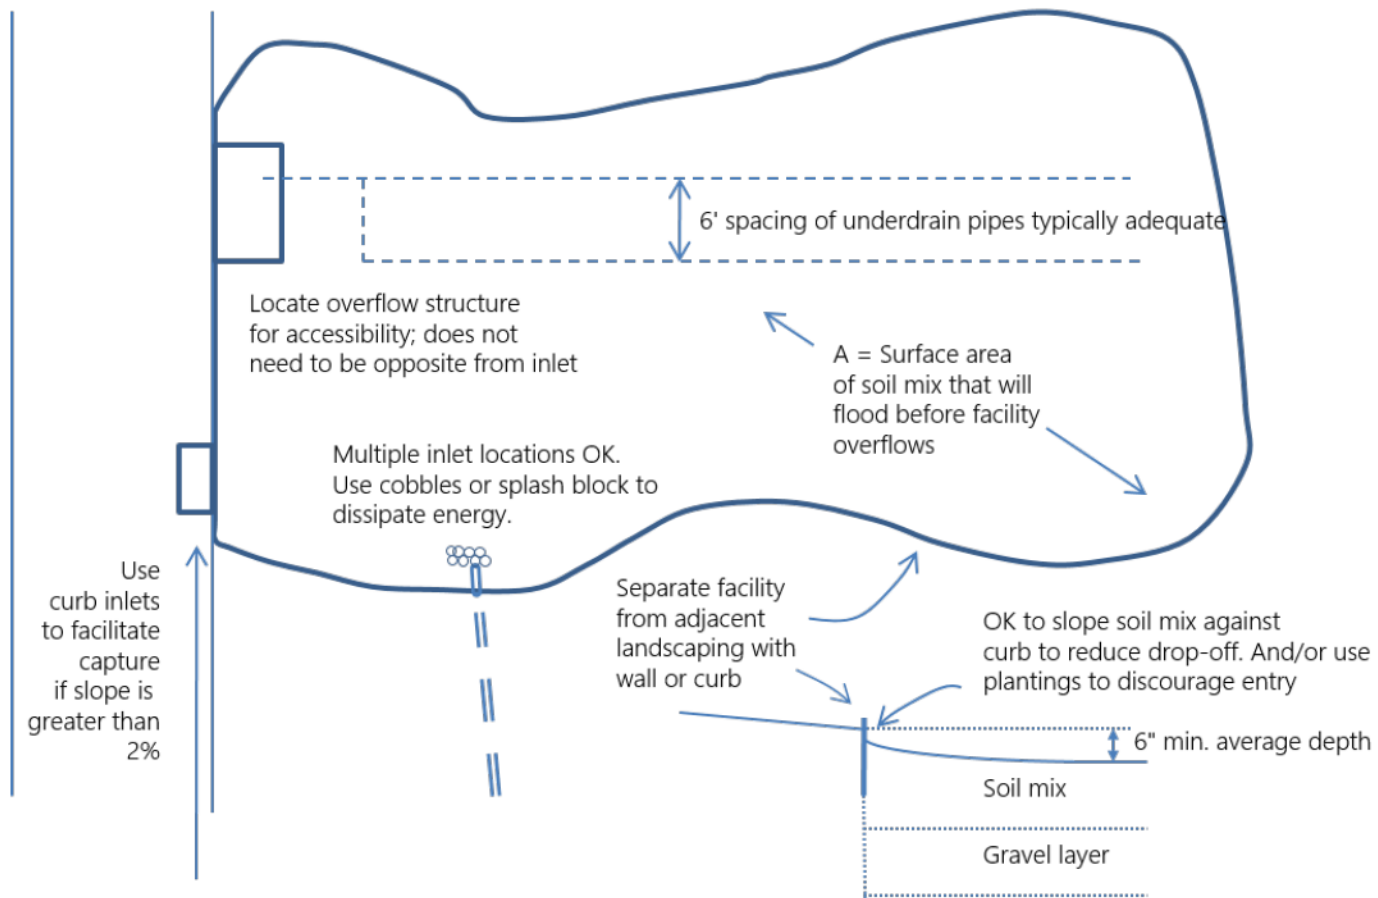 6' spacing of underdrain pipes typically adequate
Locate overflow structure
for accessibility; does not
need to be opposite from inlet
A = Surface area
of soil mix that will
flood before facility
overflows
Multiple inlet locations OK.
Use cobbles or splash block to
dissipate energy.
Use
curb inlets
to facilitate
capture
if slope is
greater than
2%
Separate facility
from adjacent
landscaping with
wall or curb
OK to slope soil mix against
curb to reduce drop-off. And/or use
plantings to discourage entry
6" min. average depth
Soil mix
Gravel layer